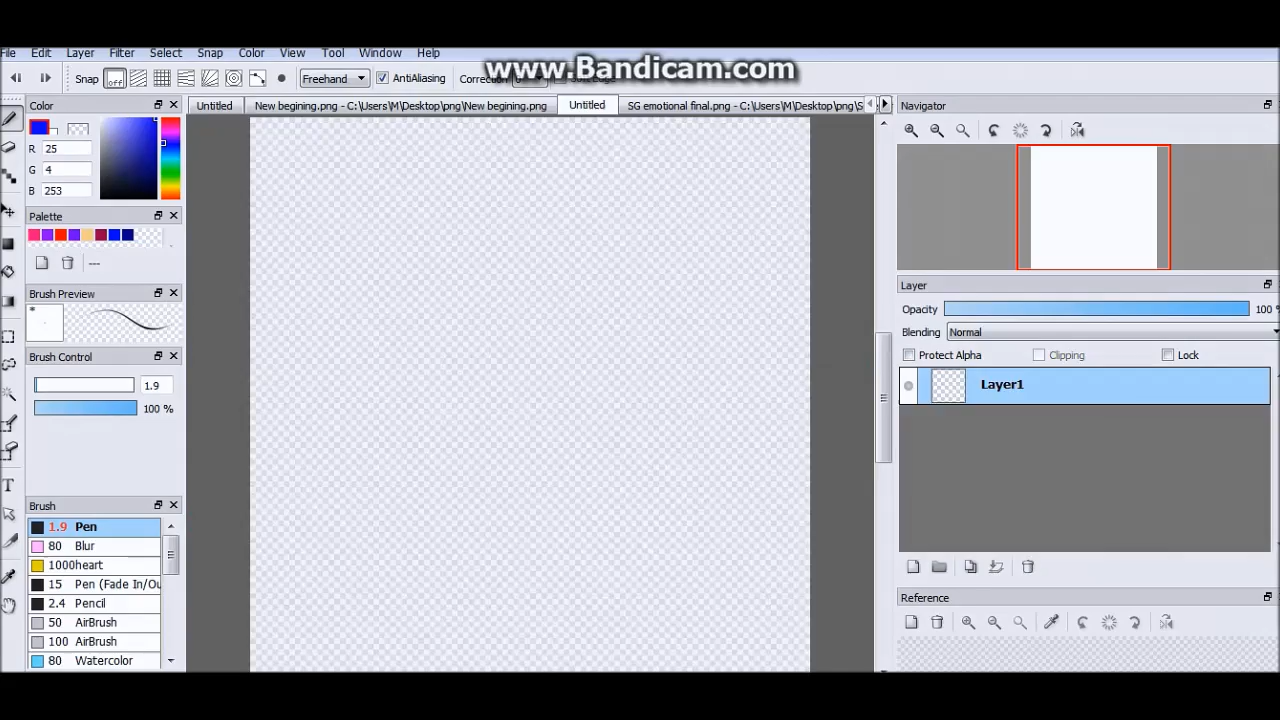 File Edit Layer Filter Select Snap Color View Tool Window Help
www.Bandicam.com
Snap off Freehand AntiAliasing Correction
Color
Untitled New begining.png - C:\Users\M\Desktop\png\New begining.png Untitled SG emotional final.png - C:\Users\M\Desktop\png\S
Navigator
R 25
G 4
B 253
Palette
---
Brush Preview
*
Brush Control
1.9
100 %
Brush
1.9 Pen
80 Blur
1000heart
15 Pen (Fade In/Ou
2.4 Pencil
50 AirBrush
100 AirBrush
80 Watercolor
T
Layer
Opacity 100 %
Blending Normal
Protect Alpha Clipping Lock
Layer1
Reference